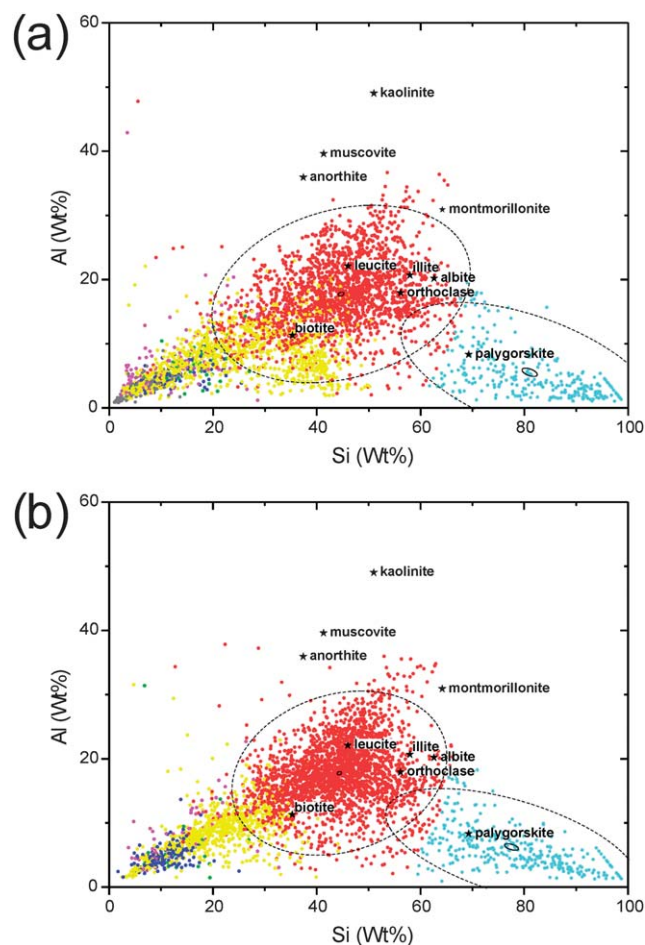 (a)
60
40
20
0
Al (Wt%)
kaolinite
muscovite
anorthite
montmorillonite
leucite
illite
albite
orthoclase
biotite
palygorskite
0 20 40 60 80 100
Si (Wt%)
(b)
60
40
20
0
Al (Wt%)
kaolinite
muscovite
anorthite
montmorillonite
leucite
illite
albite
orthoclase
biotite
palygorskite
0 20 40 60 80 100
Si (Wt%)